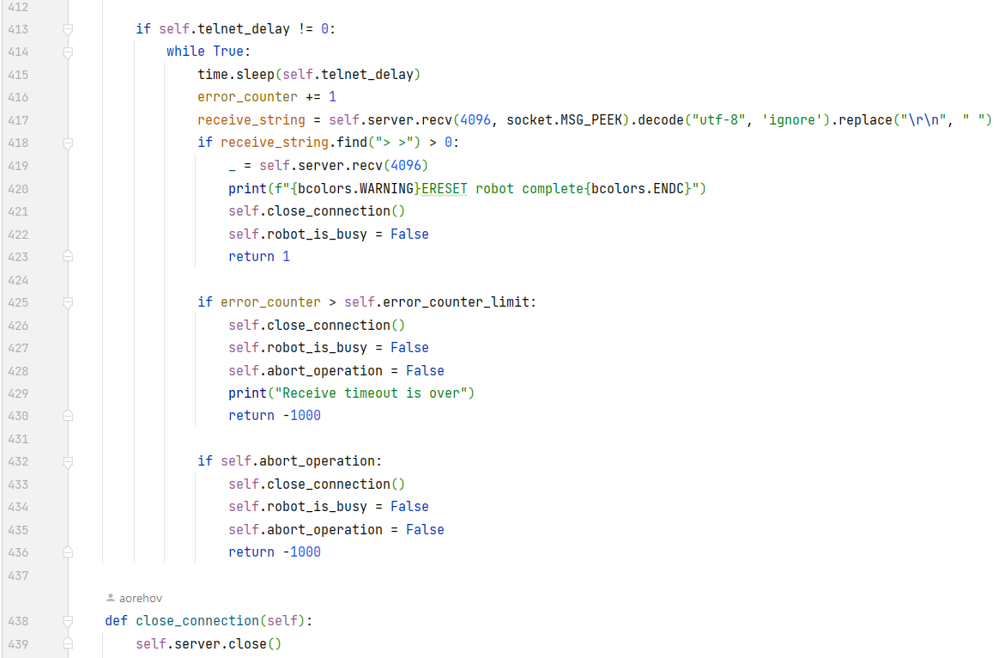 412
413 if self.telnet_delay != 0:
414 while True:
415 time.sleep(self.telnet_delay)
416 error_counter += 1
417 receive_string = self.server.recv(4096, socket.MSG_PEEK).decode("utf-8", 'ignore').replace("\r\n", " ")
418 if receive_string.find("> >") > 0:
419 _ = self.server.recv(4096)
420 print(f"{bcolors.WARNING}ERESET robot complete{bcolors.ENDC}")
421 self.close_connection()
422 self.robot_is_busy = False
423 return 1
424
425 if error_counter > self.error_counter_limit:
426 self.close_connection()
427 self.robot_is_busy = False
428 self.abort_operation = False
429 print("Receive timeout is over")
430 return -1000
431
432 if self.abort_operation:
433 self.close_connection()
434 self.robot_is_busy = False
435 self.abort_operation = False
436 return -1000
437
aorehov
438 def close_connection(self):
439 self.server.close()